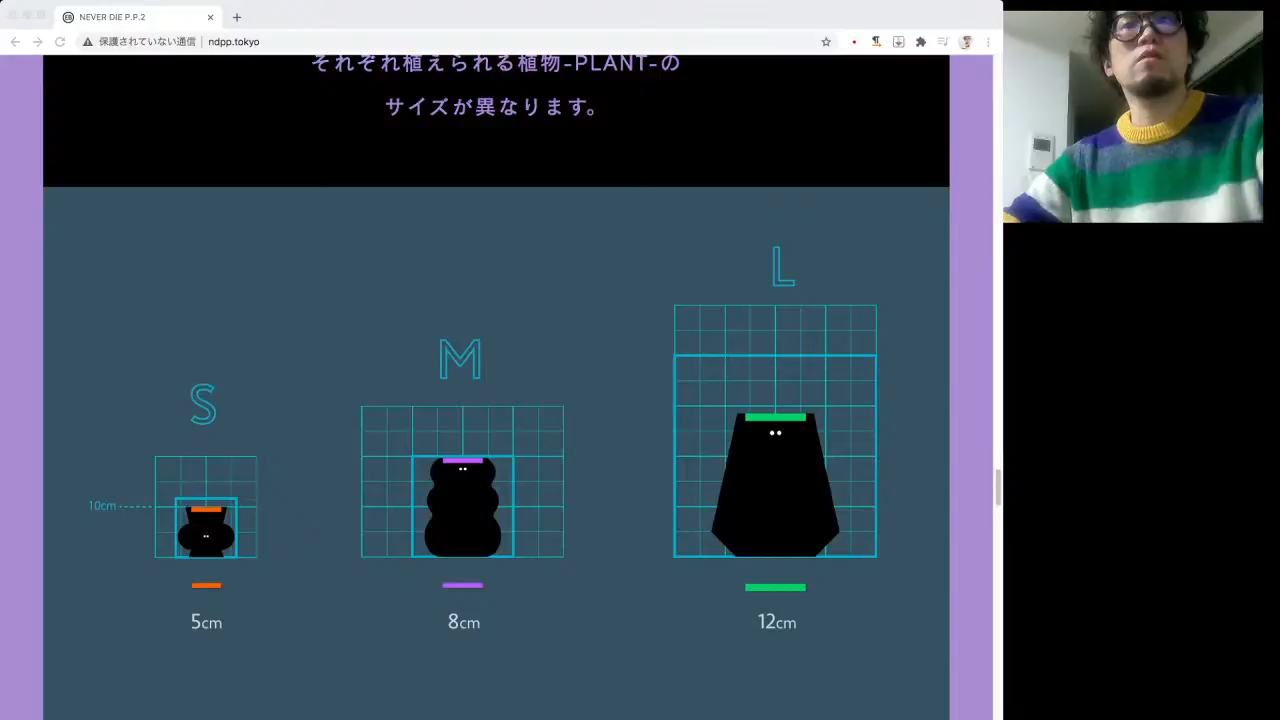 NEVER DIE P.P.2
保護されていない通信
ndpp.tokyo
それぞれ植えられる植物-PLANT-の
サイズが異なります。
L
M
S
10cm
5cm
8cm
12cm